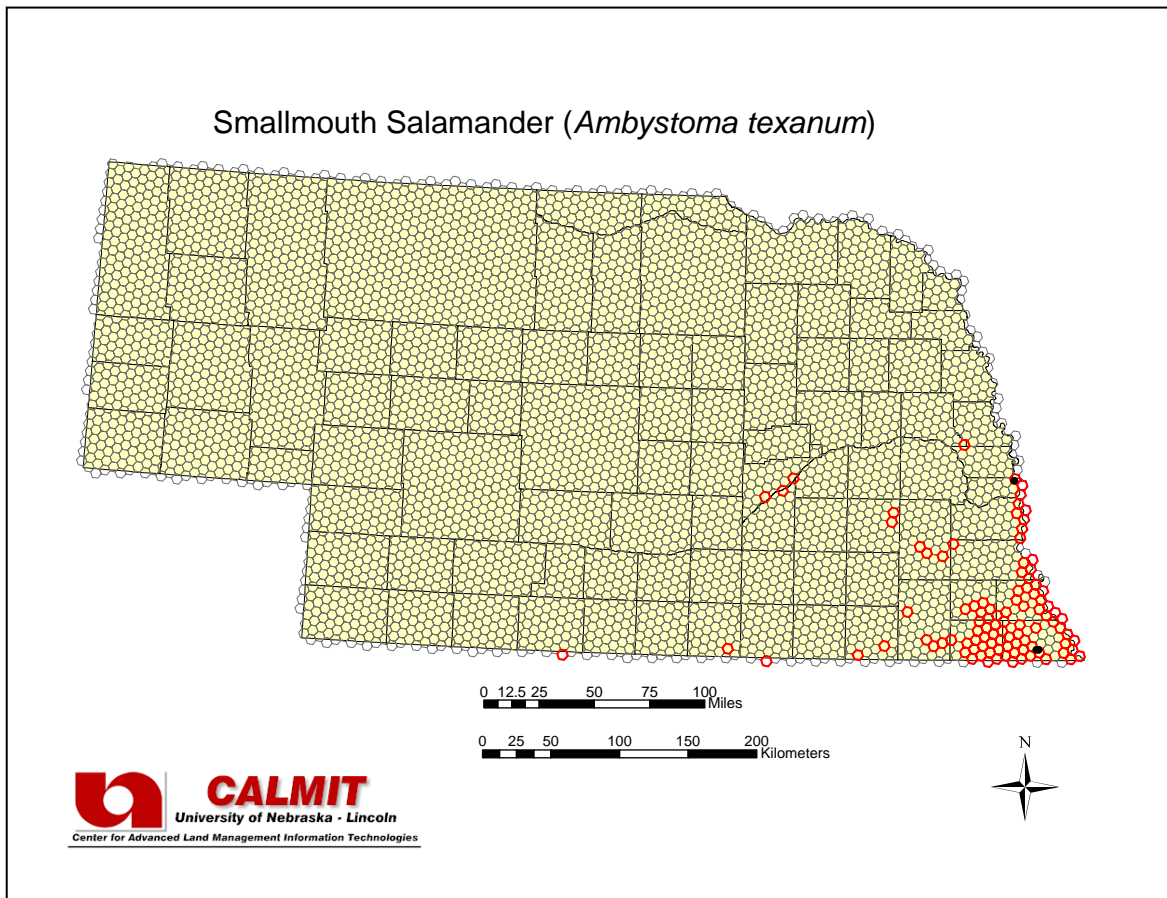 Smallmouth Salamander (Ambystoma texanum)
0 12.5 25 50 75 100
Miles
0 25 50 100 150 200
Kilometers
N
CALMIT
University of Nebraska - Lincoln
Center for Advanced Land Management Information Technologies